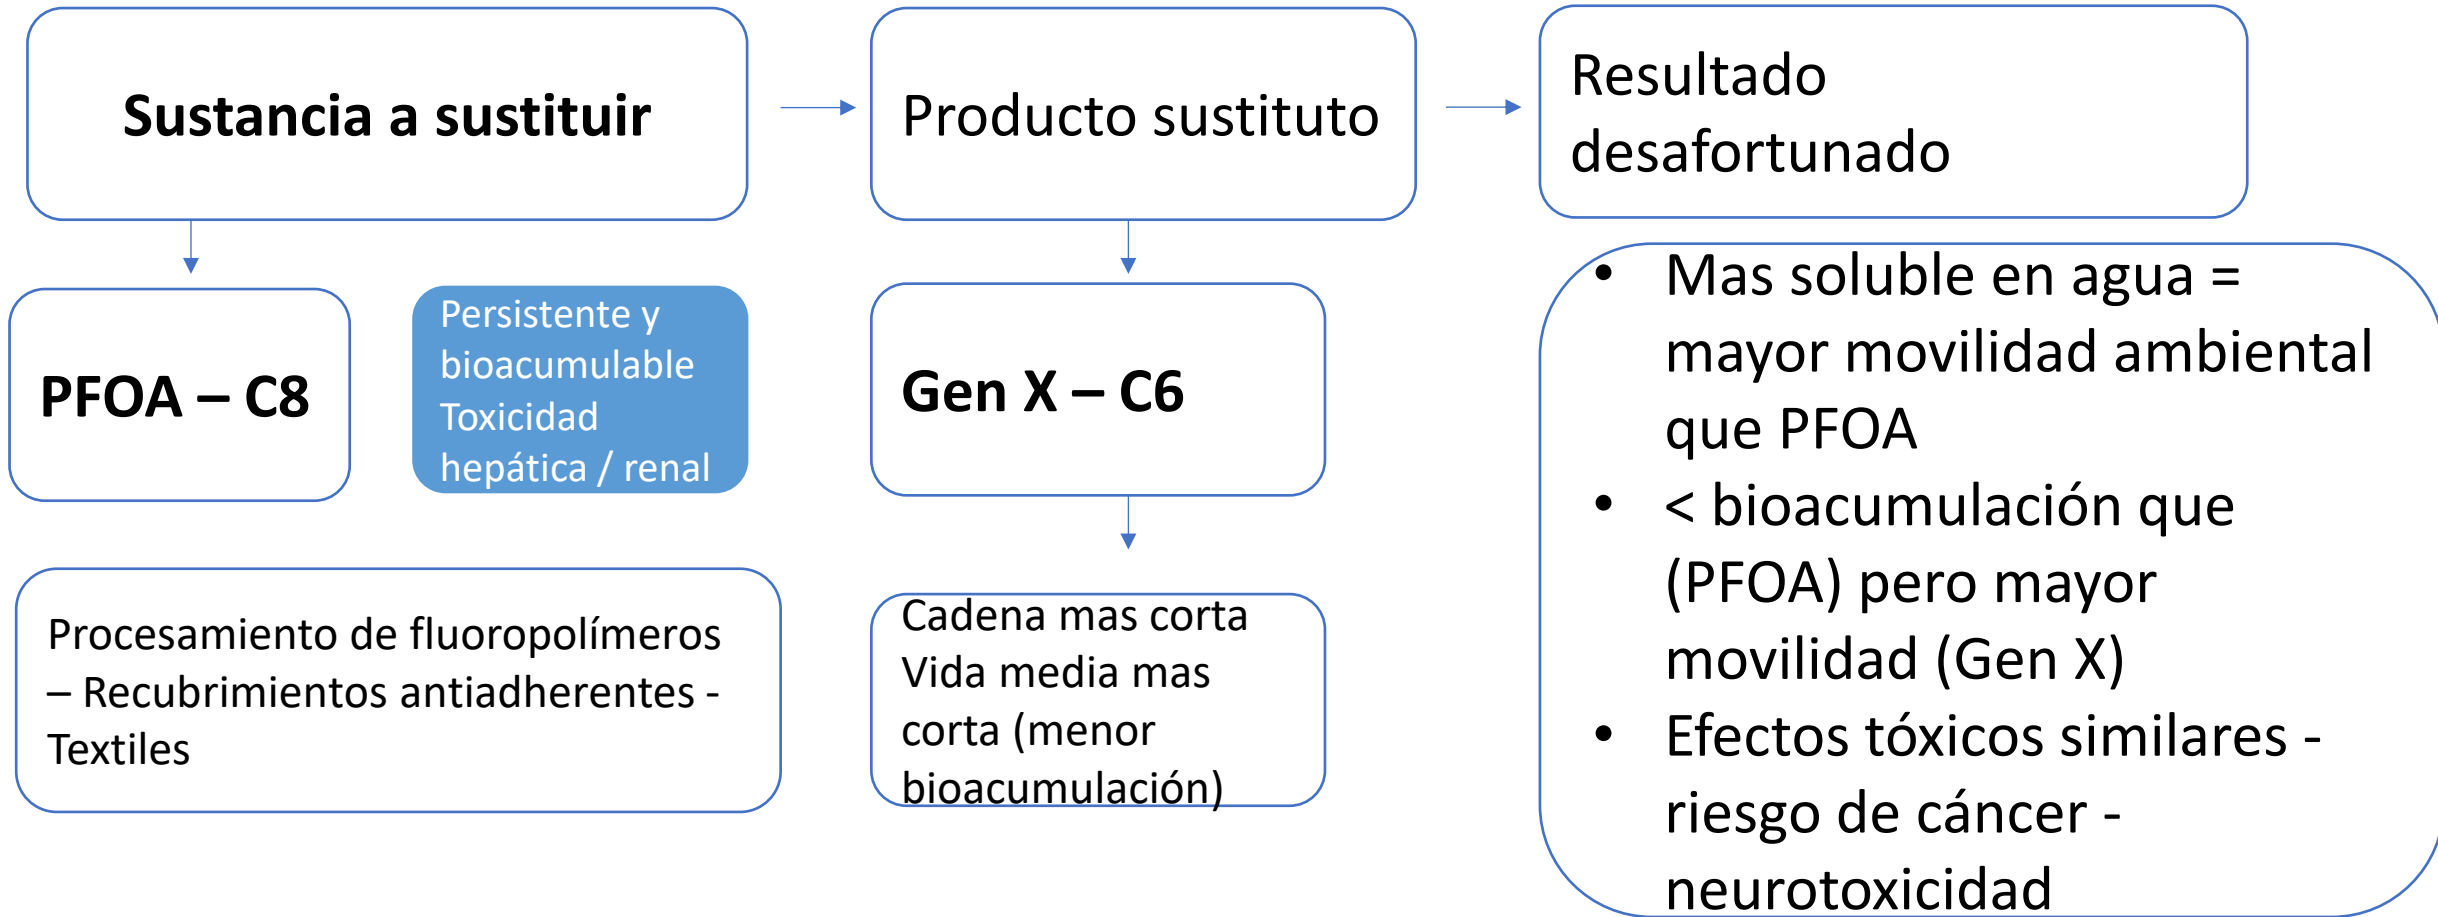 Sustancia a sustituir
Producto sustituto
Resultado
desafortunado
PFOA – C8
Persistente y
bioacumulable
Toxicidad
hepática / renal
Gen X – C6
Procesamiento de fluoropolímeros
– Recubrimientos antiadherentes -
Textiles
Cadena mas corta
Vida media mas
corta (menor
bioacumulación)
• Mas soluble en agua =
mayor movilidad ambiental
que PFOA
• < bioacumulación que
(PFOA) pero mayor
movilidad (Gen X)
• Efectos tóxicos similares -
riesgo de cáncer -
neurotoxicidad